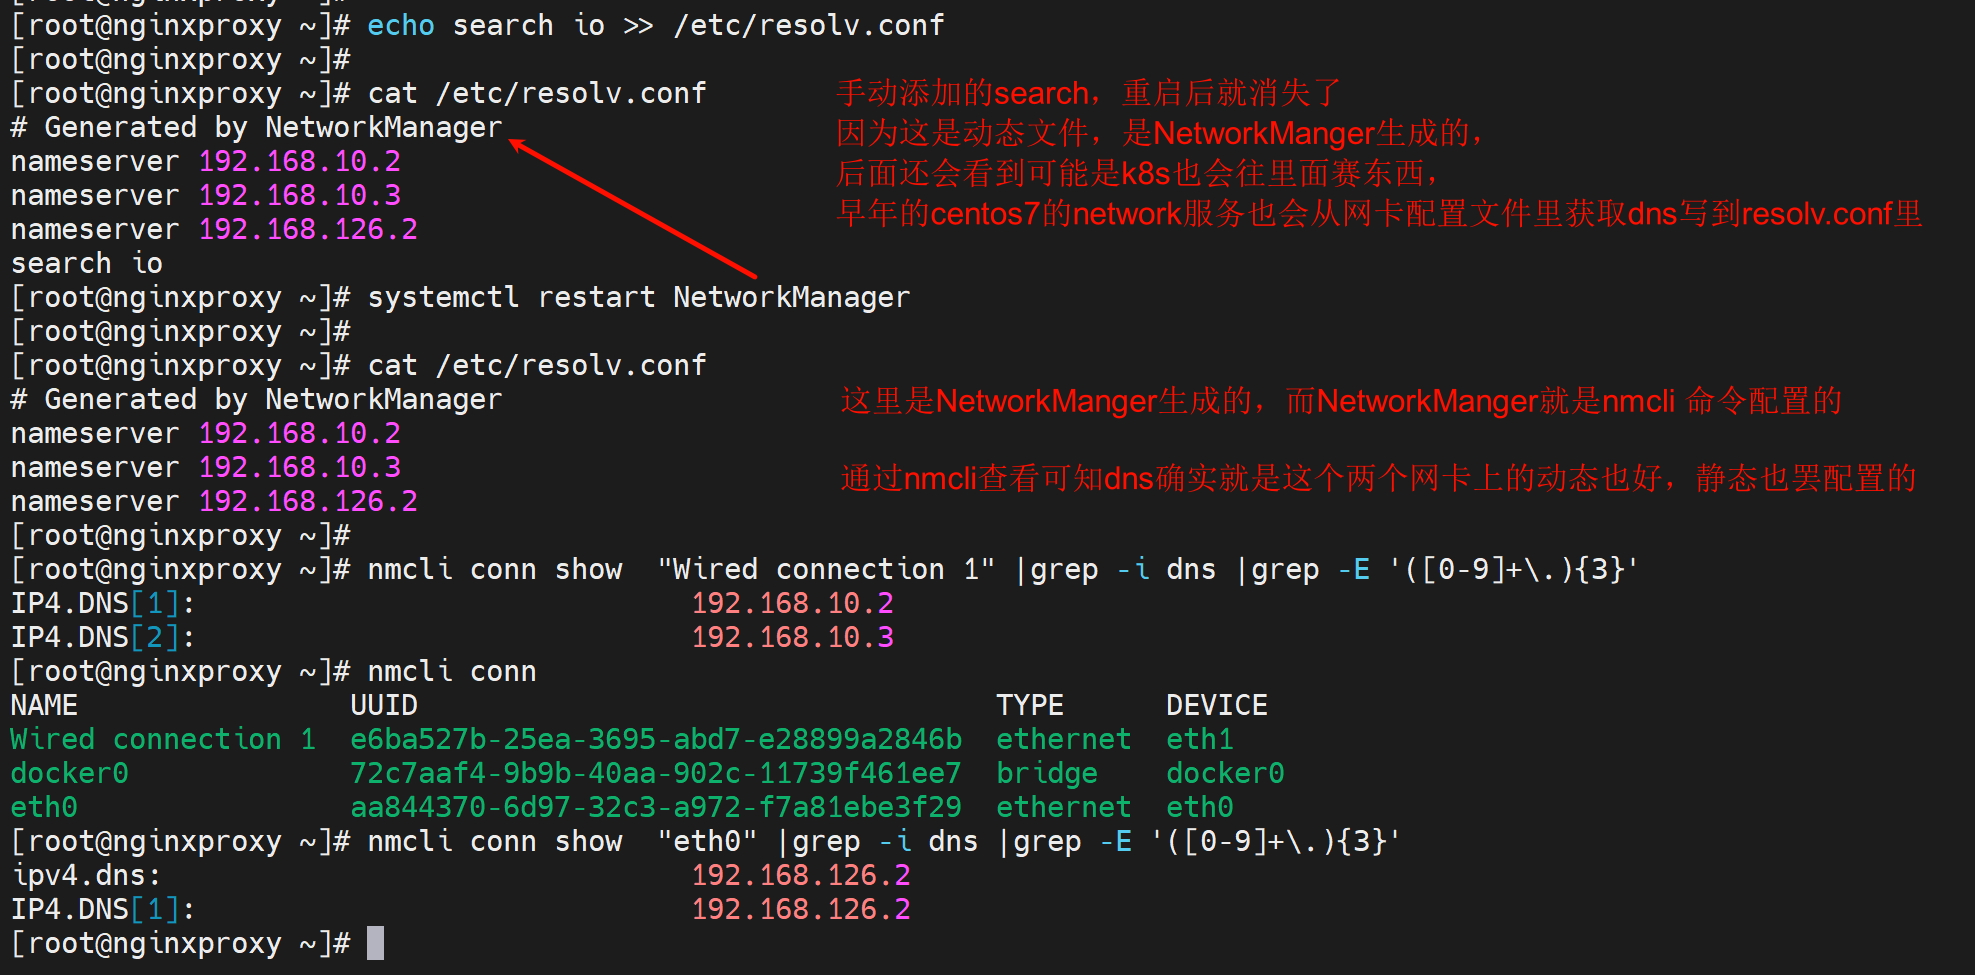 [root@nginxproxy ~]# echo search io >> /etc/resolv.conf
[root@nginxproxy ~]#
[root@nginxproxy ~]# cat /etc/resolv.conf
手动添加的search，重启后就消失了
# Generated by NetworkManager
因为这是动态文件，是NetworkManger生成的，
nameserver 192.168.10.2
后面还会看到可能是k8s也会往里面赛东西，
nameserver 192.168.10.3
早年的centos7的network服务也会从网卡配置文件里获取dns写到resolv.conf里
nameserver 192.168.126.2
search io
[root@nginxproxy ~]# systemctl restart NetworkManager
[root@nginxproxy ~]#
[root@nginxproxy ~]# cat /etc/resolv.conf
# Generated by NetworkManager
这里是NetworkManger生成的，而NetworkManger就是nmcli 命令配置的
nameserver 192.168.10.2
nameserver 192.168.10.3
通过nmcli查看可知dns确实就是这个两个网卡上的动态也好，静态也罢配置的
nameserver 192.168.126.2
[root@nginxproxy ~]#
[root@nginxproxy ~]# nmcli conn show  "Wired connection 1" |grep -i dns |grep -E '([0-9]+\.){3}'
IP4.DNS[1]: 192.168.10.2
IP4.DNS[2]: 192.168.10.3
[root@nginxproxy ~]# nmcli conn
NAME UUID TYPE DEVICE
Wired connection 1 e6ba527b-25ea-3695-abd7-e28899a2846b ethernet eth1
docker0 72c7aaf4-9b9b-40aa-902c-11739f461ee7 bridge docker0
eth0 aa844370-6d97-32c3-a972-f7a81ebe3f29 ethernet eth0
[root@nginxproxy ~]# nmcli conn show  "eth0" |grep -i dns |grep -E '([0-9]+\.){3}'
ipv4.dns: 192.168.126.2
IP4.DNS[1]: 192.168.126.2
[root@nginxproxy ~]#